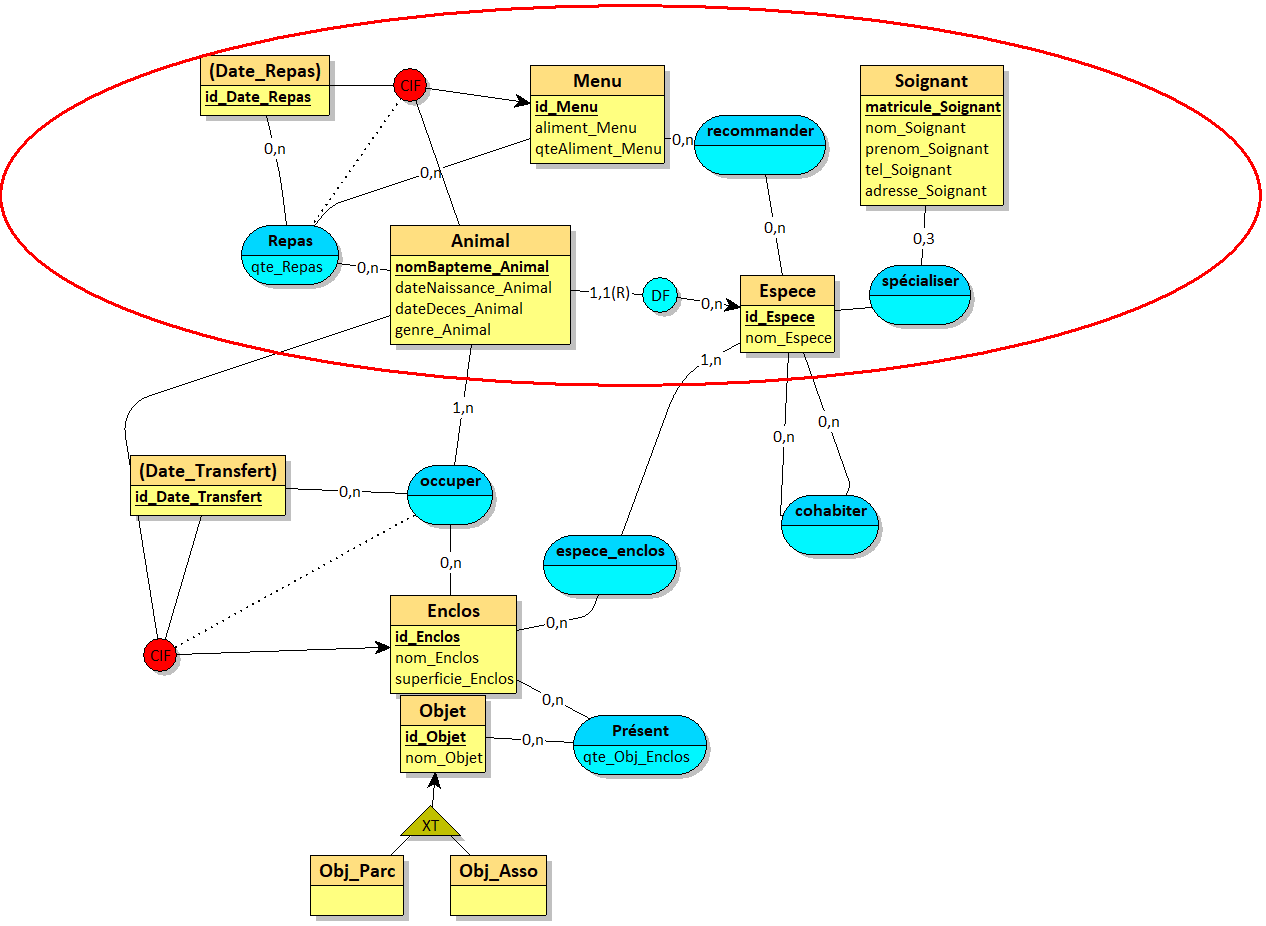 (Date_Repas)
id_Date_Repas
CIF
Menu
id_Menu
aliment_Menu
qteAliment_Menu
0,n
recommander
Soignant
matricule_Soignant
nom_Soignant
prenom_Soignant
tel_Soignant
adresse_Soignant
0,n
0,n
0,n
0,3
Repas
qte_Repas
0,n
Animal
nomBapteme_Animal
dateNaissance_Animal
dateDeces_Animal
genre_Animal
1,1(R)
DF
0,n
Espece
id_Espece
nom_Espece
spécialiser
1,n
1,n
0,n
0,n
(Date_Transfert)
id_Date_Transfert
0,n
occuper
cohabiter
0,n
espece_enclos
Enclos
id_Enclos
nom_Enclos
superficie_Enclos
0,n
CIF
0,n
Objet
id_Objet
nom_Objet
0,n
Présent
qte_Obj_Enclos
XT
Obj_Parc
Obj_Asso